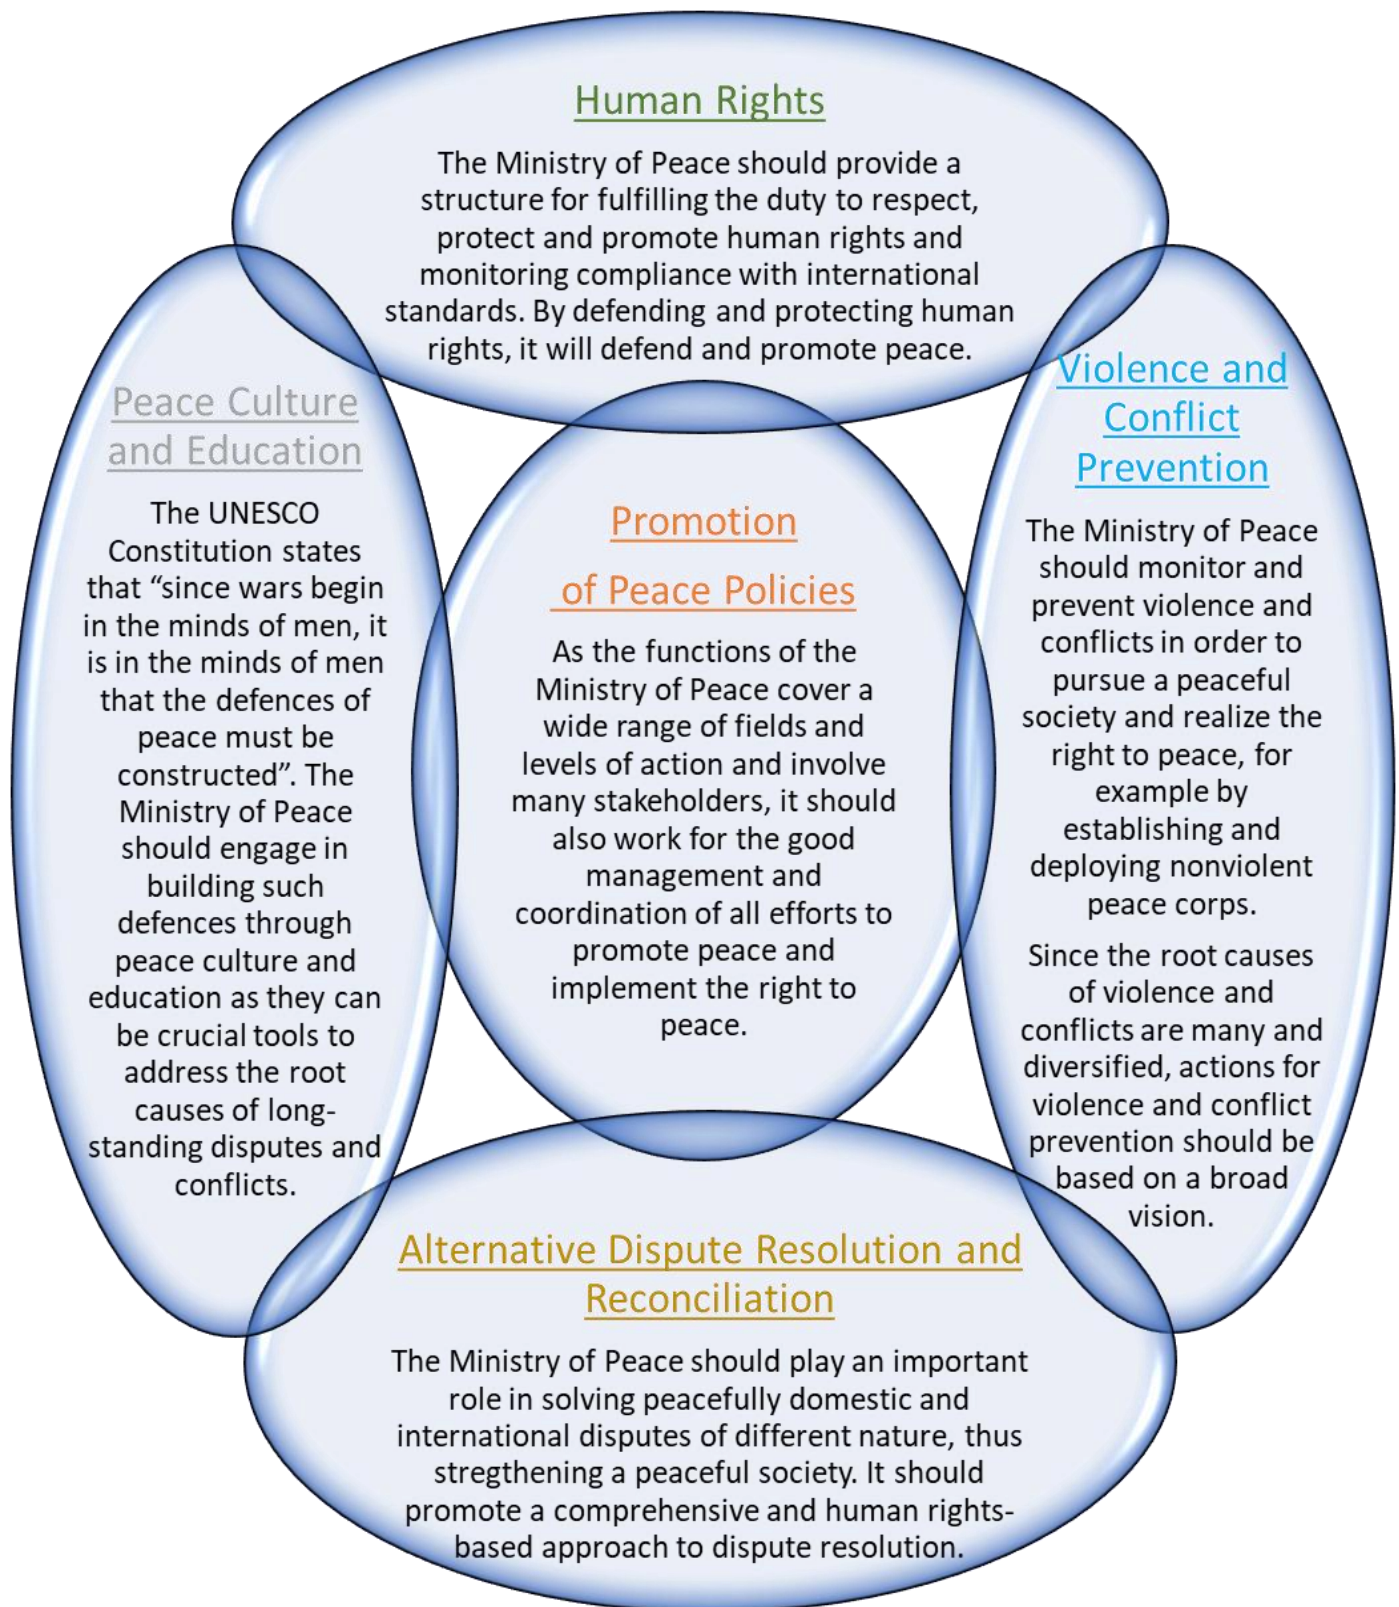 Human Rights
The Ministry of Peace should provide a
structure for fulfilling the duty to respect,
protect and promote human rights and
monitoring compliance with international
standards. By defending and protecting human
rights, it will defend and promote peace.
Peace Culture
and Education
The UNESCO
Constitution states
that “since wars begin
in the minds of men, it
is in the minds of men
that the defences of
peace must be
constructed”. The
Ministry of Peace
should engage in
building such
defences through
peace culture and
education as they can
be crucial tools to
address the root
causes of long-
standing disputes and
conflicts.
Promotion
of Peace Policies
As the functions of the
Ministry of Peace cover a
wide range of fields and
levels of action and involve
many stakeholders, it should
also work for the good
management and
coordination of all efforts to
promote peace and
implement the right to
peace.
Violence and
Conflict
Prevention
The Ministry of Peace
should monitor and
prevent violence and
conflicts in order to
pursue a peaceful
society and realize the
right to peace, for
example by
establishing and
deploying nonviolent
peace corps.
Since the root causes
of violence and
conflicts are many and
diversified, actions for
violence and conflict
prevention should be
based on a broad
vision.
Alternative Dispute Resolution and
Reconciliation
The Ministry of Peace should play an important
role in solving peacefully domestic and
international disputes of different nature, thus
stregthening a peaceful society. It should
promote a comprehensive and human rights-
based approach to dispute resolution.